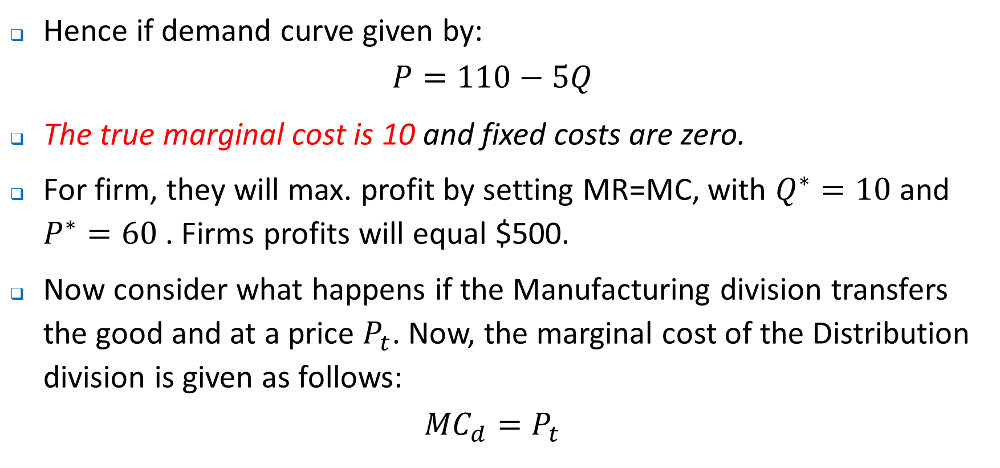 ❑ Hence if demand curve given by:
P = 110 − 5Q
❑ The true marginal cost is 10 and fixed costs are zero.
❑ For firm, they will max. profit by setting MR=MC, with Q* = 10 and
P* = 60 . Firms profits will equal $500.
❑ Now consider what happens if the Manufacturing division transfers
the good and at a price Pₜ. Now, the marginal cost of the Distribution
division is given as follows:
MC_d = Pₜ